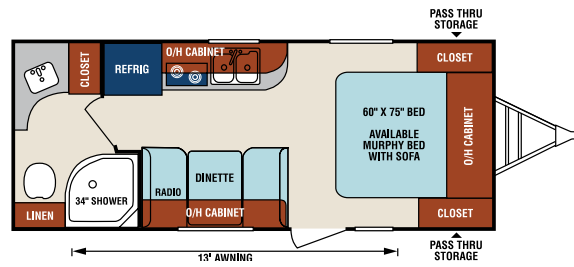 PASS THRU
STORAGE
CLOSET
REFRIG
O/H CABINET
CLOSET
60" X 75" BED
AVAILABLE
MURPHY BED
WITH SOFA
O/H CABINET
RADIO
DINETTE
34" SHOWER
LINEN
O/H CABINET
CLOSET
13' AWNING
PASS THRU
STORAGE